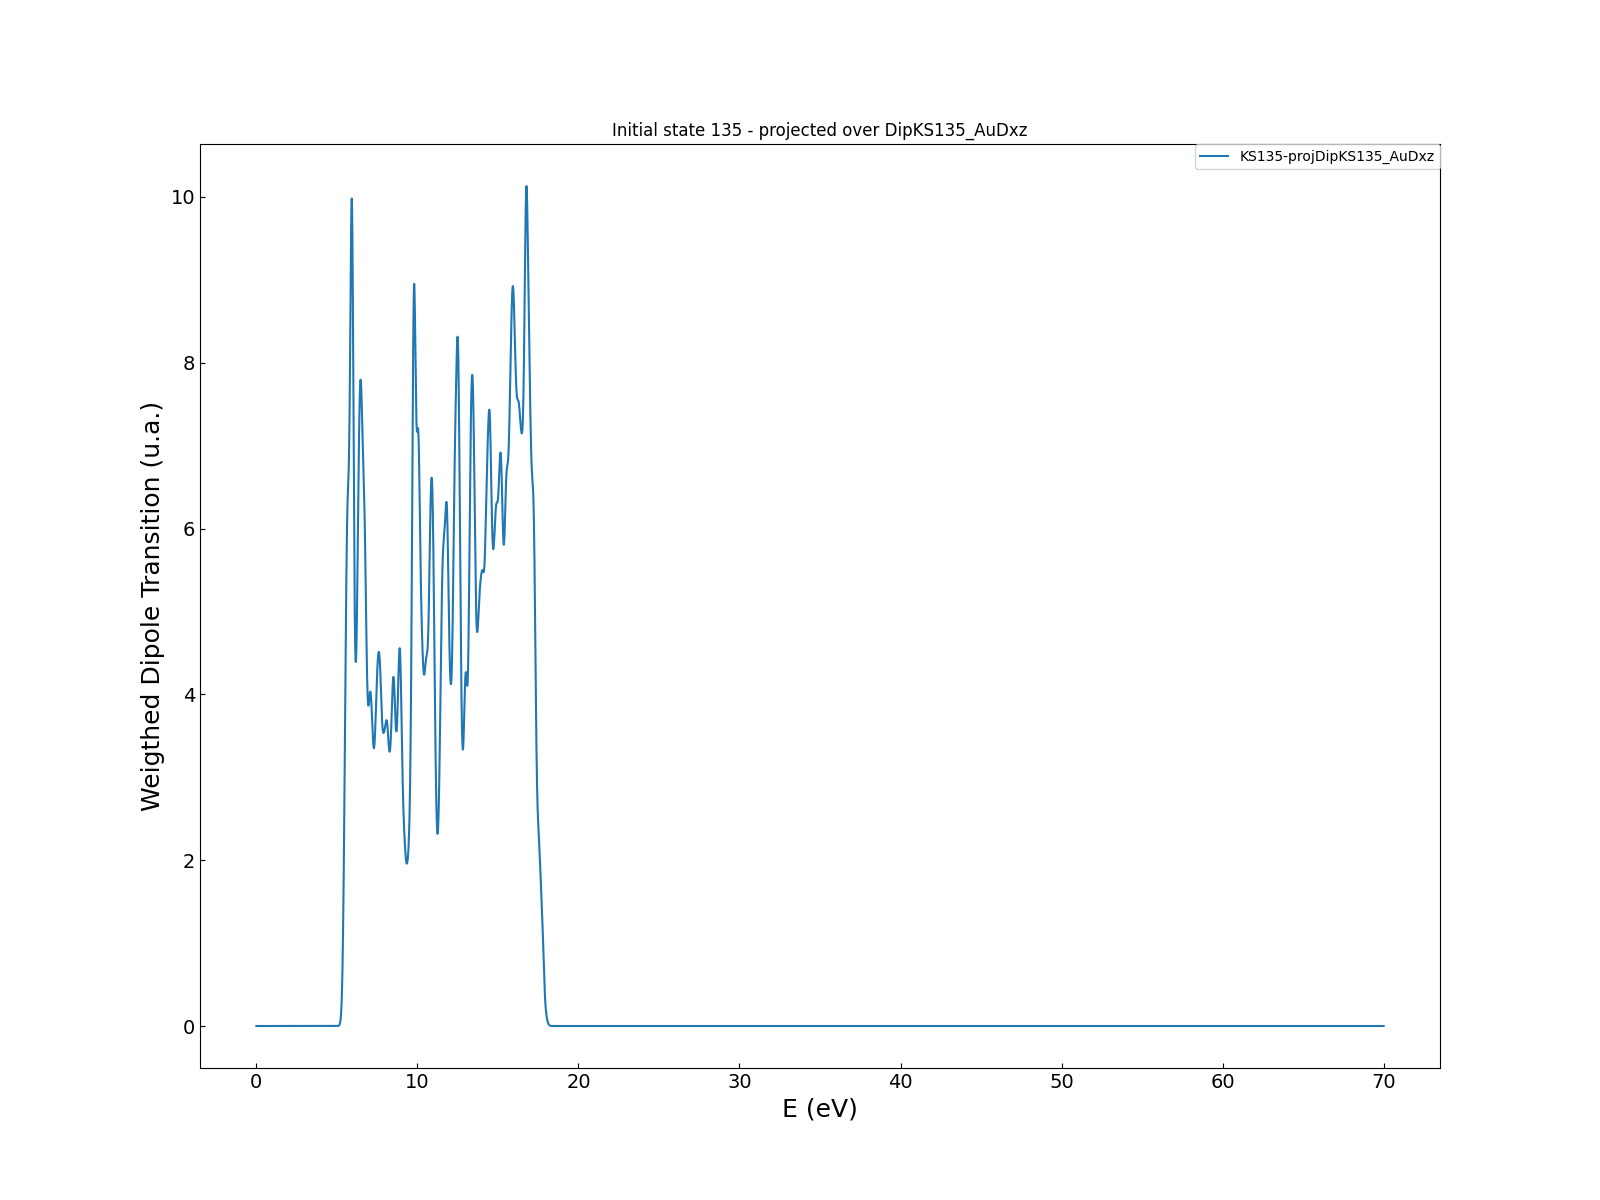 Initial state 135 - projected over DipKS135_AuDxz
KS135-projDipKS135_AuDxz
Weigthed Dipole Transition (u.a.)
10
8
6
4
2
0
0 10 20 30 40 50 60 70
E (eV)